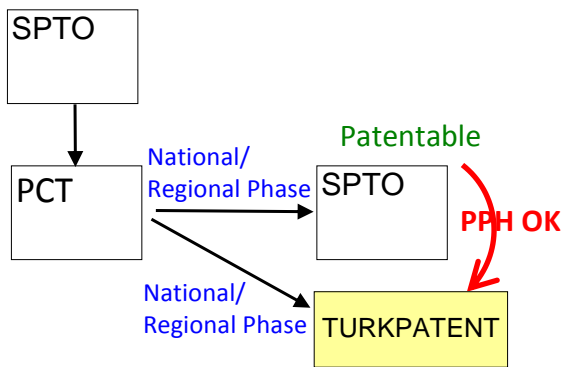 SPTO
PCT
National/
Regional Phase
Patentable
SPTO
PPH OK
National/
Regional Phase
TURKPATENT